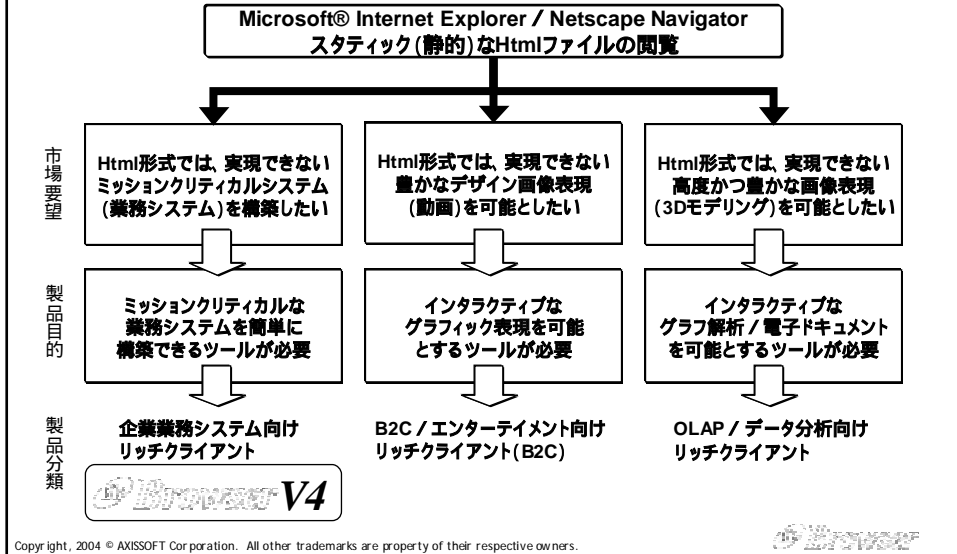 Microsoft® Internet Explorer / Netscape Navigator
スタティック(静的)なHtmlファイルの閲覧
市場要望
Html形式では、実現できない
ミッションクリティカルシステム
(業務システム)を構築したい
Html形式では、実現できない
豊かなデザイン画像表現
(動画)を可能としたい
Html形式では、実現できない
高度かつ豊かな画像表現
(3Dモデリング)を可能としたい
製品目的
ミッションクリティカルな
業務システムを簡単に
構築できるツールが必要
インタラクティブな
グラフィック表現を可能
とするツールが必要
インタラクティブな
グラフ解析/電子ドキュメント
を可能とするツールが必要
製品分類
企業業務システム向け
リッチクライアント
B2C/エンターテイメント向け
リッチクライアント(B2C)
OLAP/データ分析向け
リッチクライアント
Browser V4
Copyright, 2004 © AXISSOFT Corporation. All other trademarks are property of their respective owners.
Browser